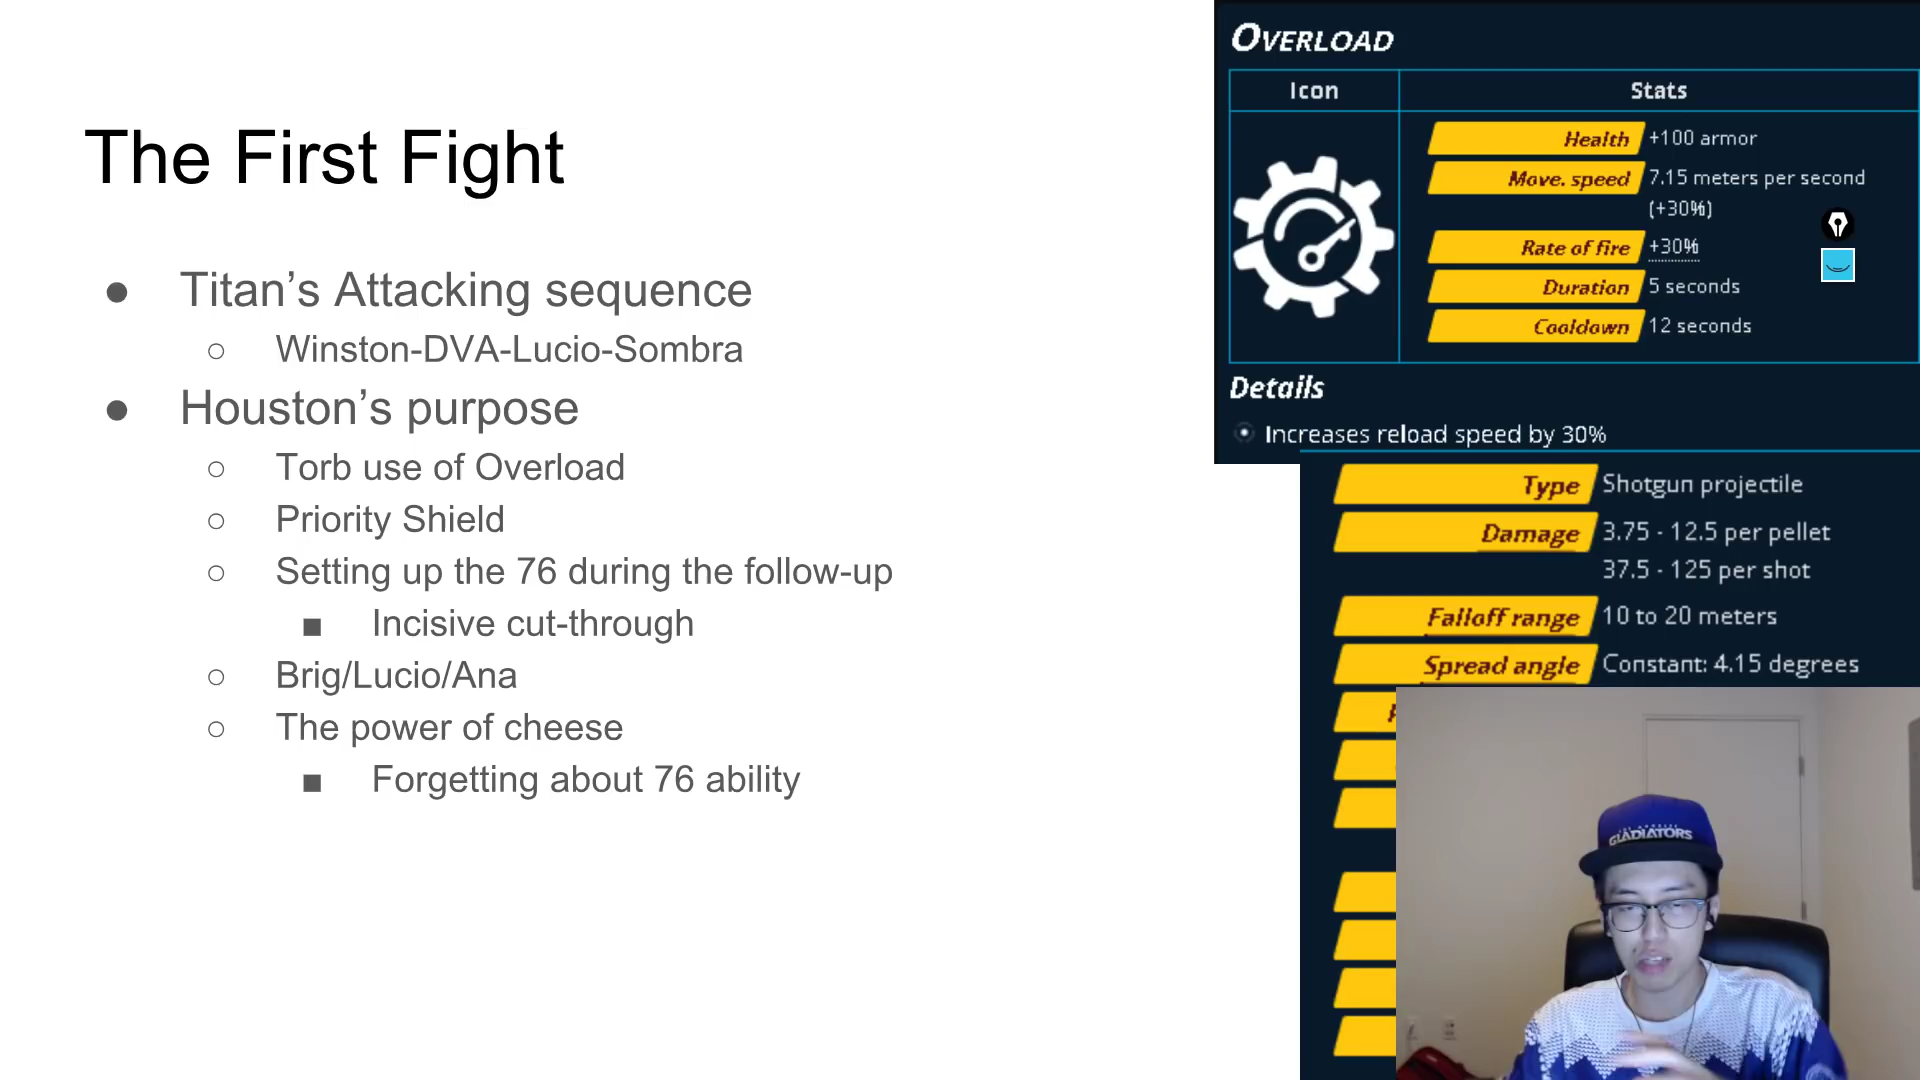 The First Fight
Titan's Attacking sequence
Winston-DVA-Lucio-Sombra
Houston's purpose
Torb use of Overload
Priority Shield
Setting up the 76 during the follow-up
Incisive cut-through
Brig/Lucio/Ana
The power of cheese
Forgetting about 76 ability
OVERLOAD
Icon Stats
Health +100 armor
Move. speed 7.15 meters per second
(+30%)
Rate of fire +30%
Duration 5 seconds
Cooldown 12 seconds
Details
Increases reload speed by 30%
Type Shotgun projectile
Damage 3.75 - 12.5 per pellet
37.5 - 125 per shot
Falloff range 10 to 20 meters
Spread angle Constant: 4.15 degrees
GLADIATORS